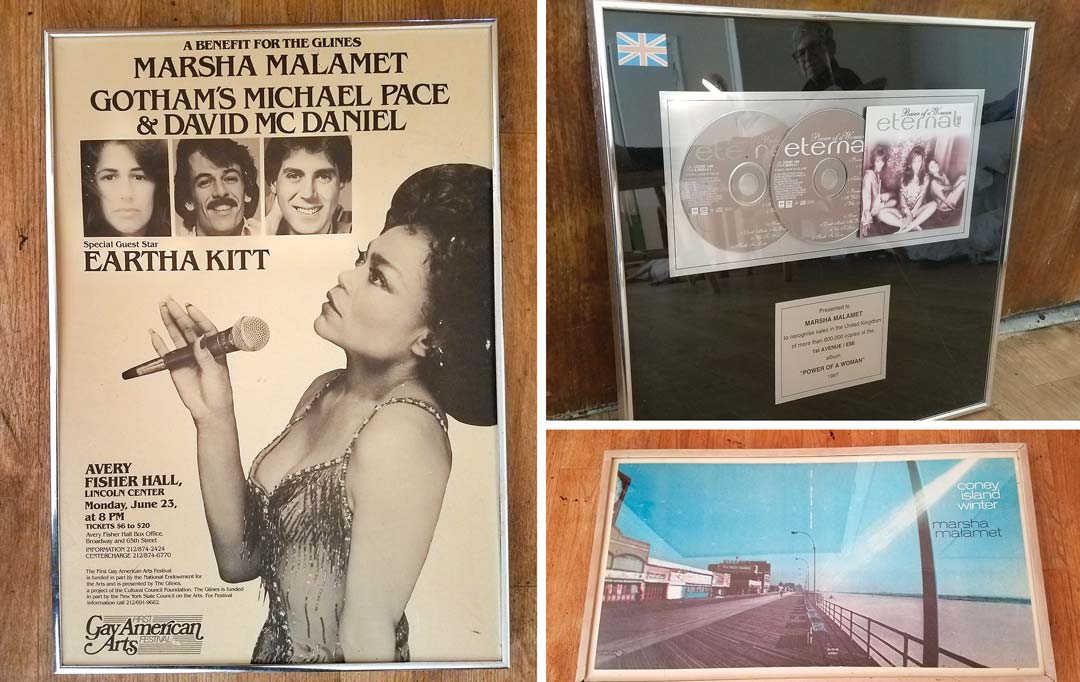 A BENEFIT FOR THE GLINES
MARSHA MALAMET
GOTHAM'S MICHAEL PACE
& DAVID MC DANIEL
Special Guest Star
EARTHA KITT
AVERY
FISHER HALL,
LINCOLN CENTER
Monday, June 23,
at 8 PM
TICKETS $6 to $20
Avery Fisher Hall Box Office,
Broadway and 65th Street
INFORMATION 212/874-2424
CENTERCHARGE 212/874-6770
The First Gay American Arts Festival
is funded in part by the National Endowment for
the Arts and is presented by The Glines,
a project of the Cultural Council Foundation. The Glines is funded
in part by the New York State Council on the Arts. For Festival
information call 212/691-9682.
FIRST
Gay American
Arts FESTIVAL
eternal
Power of a Woman
eterna
Power of a Woman
eternal
Presented to
MARSHA MALAMET
to recognise sales in the United Kingdom
of more than 600,000 copies of the
1st AVENUE / EMI
album
"POWER OF A WOMAN"
1997
coney
island
winter
marsha
malamet